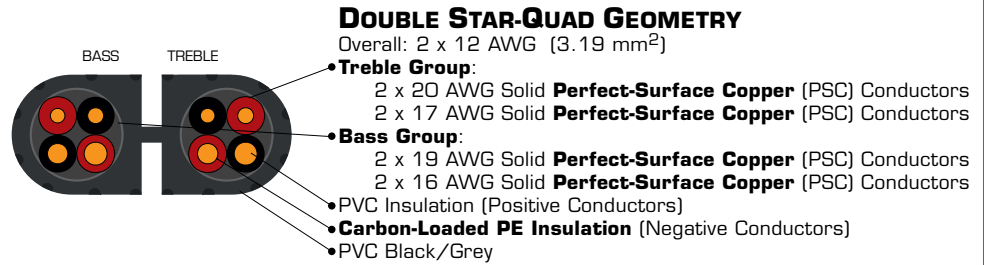 DOUBLE STAR-QUAD GEOMETRY
Overall: 2 x 12 AWG (3.19 mm²)
BASS TREBLE
•Treble Group:
2 x 20 AWG Solid Perfect-Surface Copper (PSC) Conductors
2 x 17 AWG Solid Perfect-Surface Copper (PSC) Conductors
•Bass Group:
2 x 19 AWG Solid Perfect-Surface Copper (PSC) Conductors
2 x 16 AWG Solid Perfect-Surface Copper (PSC) Conductors
•PVC Insulation (Positive Conductors)
•Carbon-Loaded PE Insulation (Negative Conductors)
•PVC Black/Grey